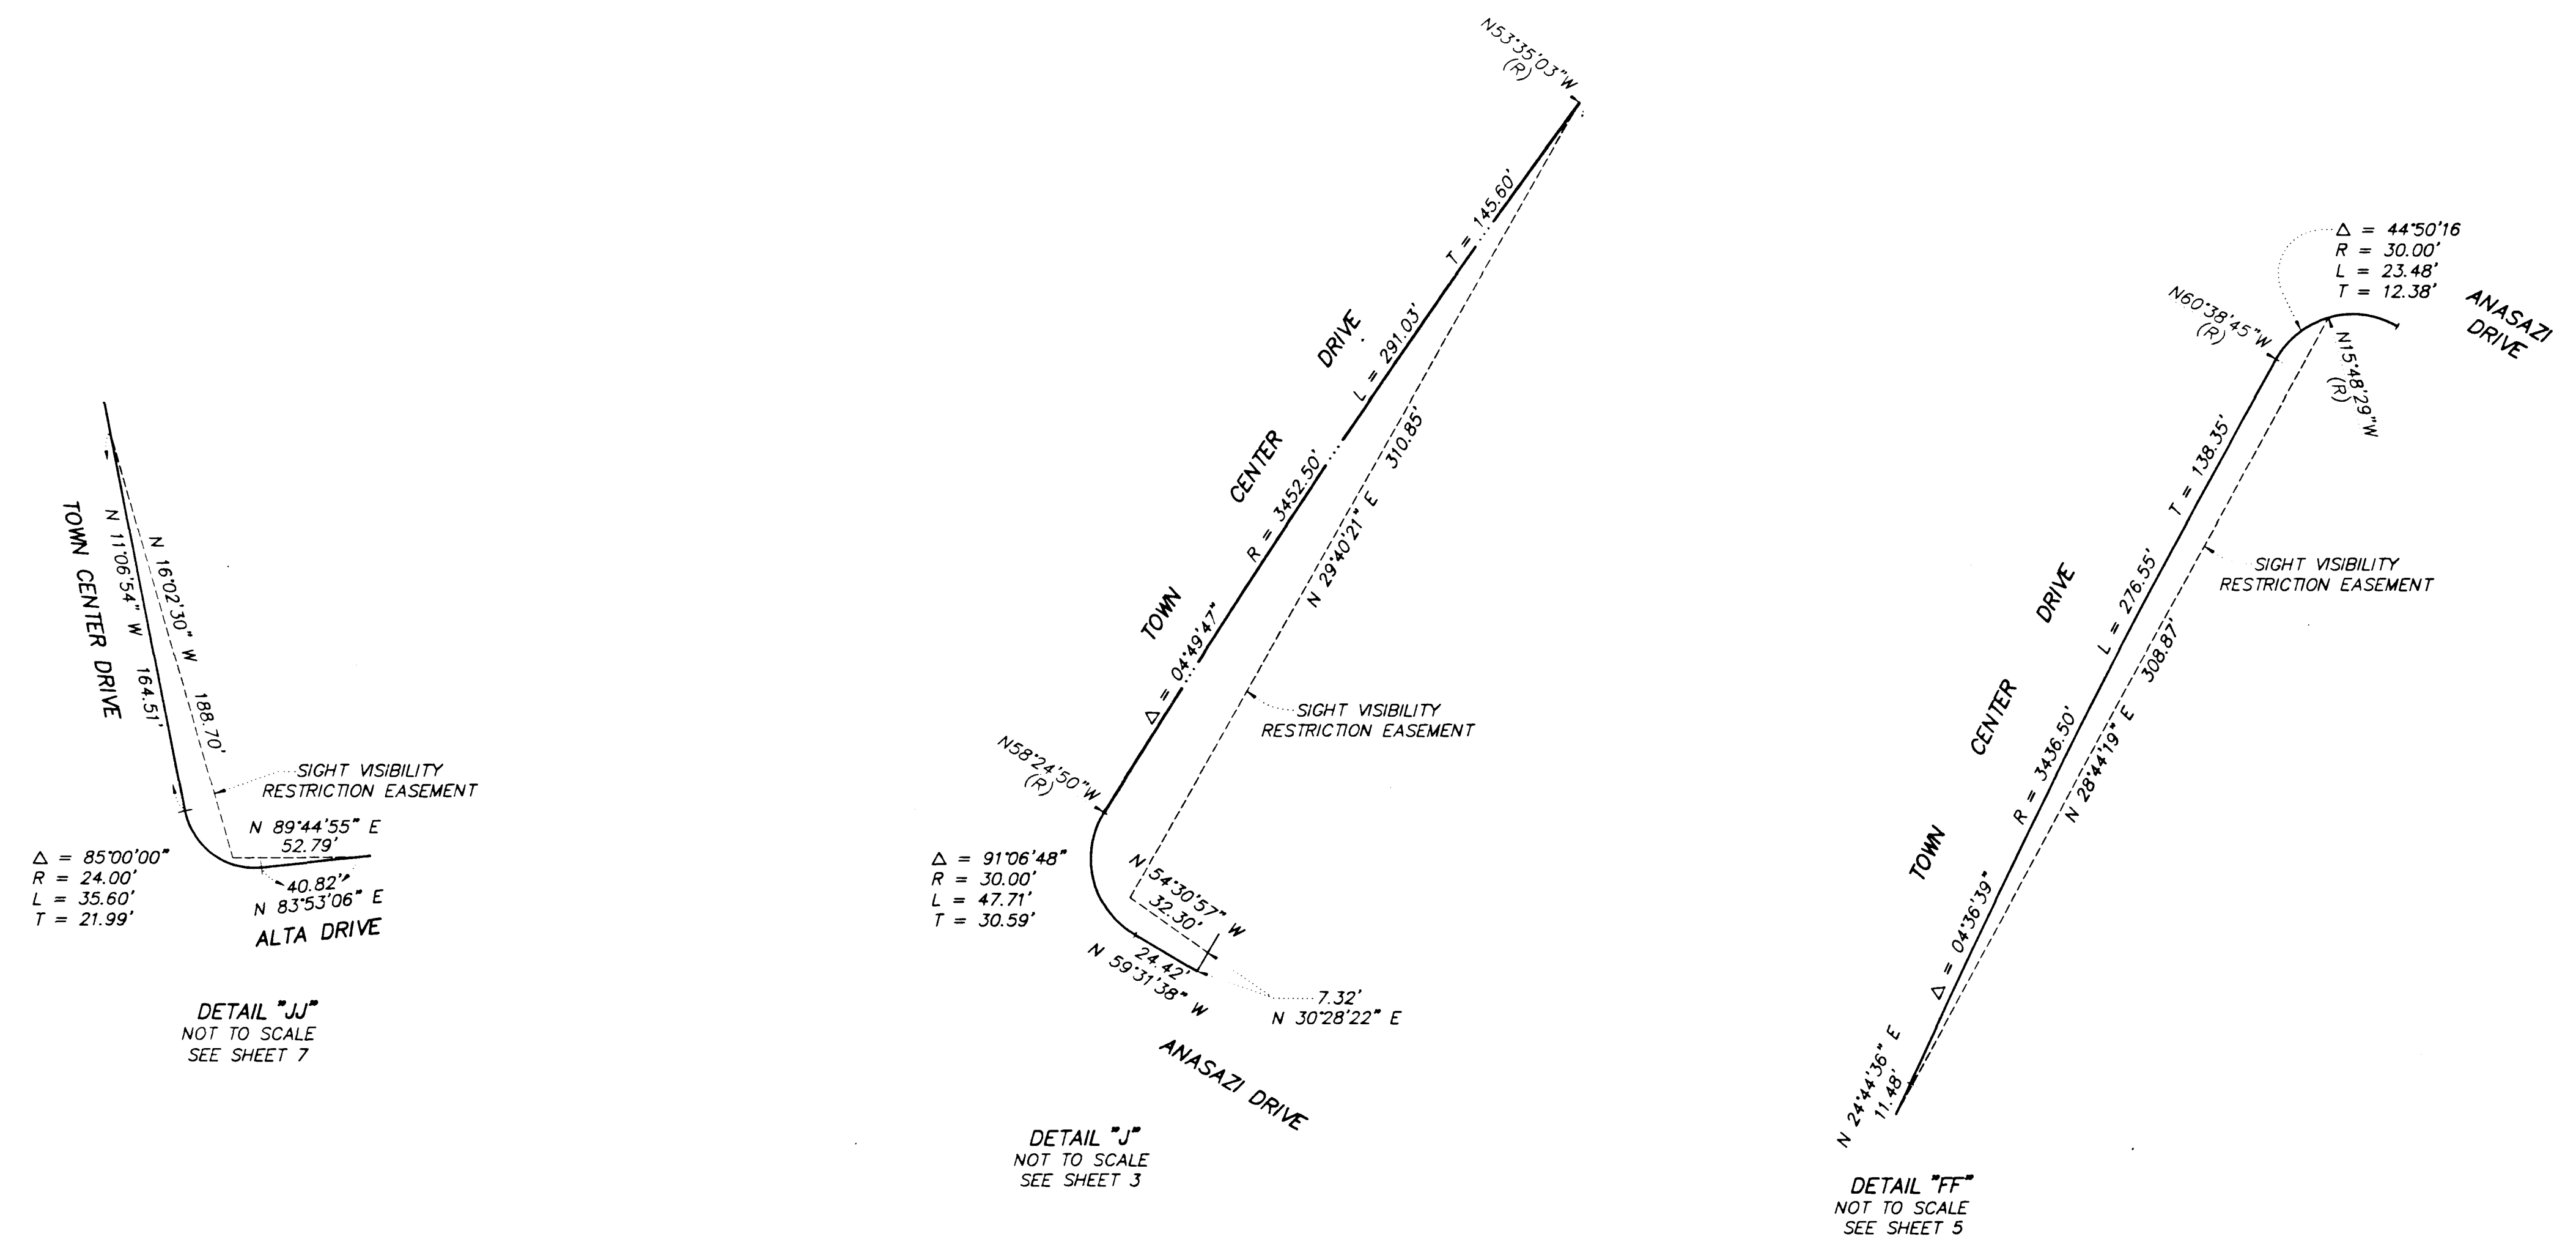 TOWN CENTER DRIVE
N 11°06'54" W 164.51'
N 16°02'30" W 188.70'
SIGHT VISIBILITY
RESTRICTION EASEMENT
N 89°44'55" E
52.79'
Δ = 85°00'00"
R = 24.00'
L = 35.60'
T = 21.99'
40.82'
N 83°53'06" E
ALTA DRIVE
DETAIL "JJ"
NOT TO SCALE
SEE SHEET 7
N53°35'03"W
(R)
TOWN CENTER DRIVE
Δ = 04°49'47" R = 3452.50' L = 291.03' T = 145.60'
N 29°40'21" E 310.85'
SIGHT VISIBILITY
RESTRICTION EASEMENT
N58°24'50"W
(R)
Δ = 91°06'48"
R = 30.00'
L = 47.71'
T = 30.59'
N 54°30'57" W
32.30'
24.42'
N 59°31'38" W
7.32'
N 30°28'22" E
ANASAZI DRIVE
DETAIL "J"
NOT TO SCALE
SEE SHEET 3
Δ = 44°50'16
R = 30.00'
L = 23.48'
T = 12.38'
ANASAZI
DRIVE
N60°38'45"W
(R)
N15°48'29"W
(R)
TOWN CENTER DRIVE
Δ = 04°36'39" R = 3436.50' L = 276.55' T = 138.35'
N 28°44'19" E 308.87'
SIGHT VISIBILITY
RESTRICTION EASEMENT
N 24°44'36" E
11.48'
DETAIL "FF"
NOT TO SCALE
SEE SHEET 5